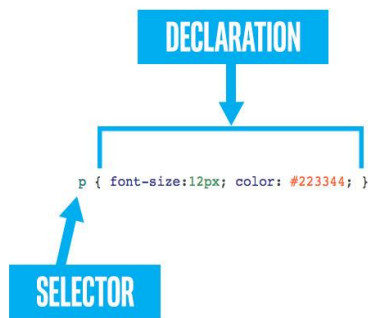 DECLARATION
p { font-size:12px; color: #223344; }
SELECTOR